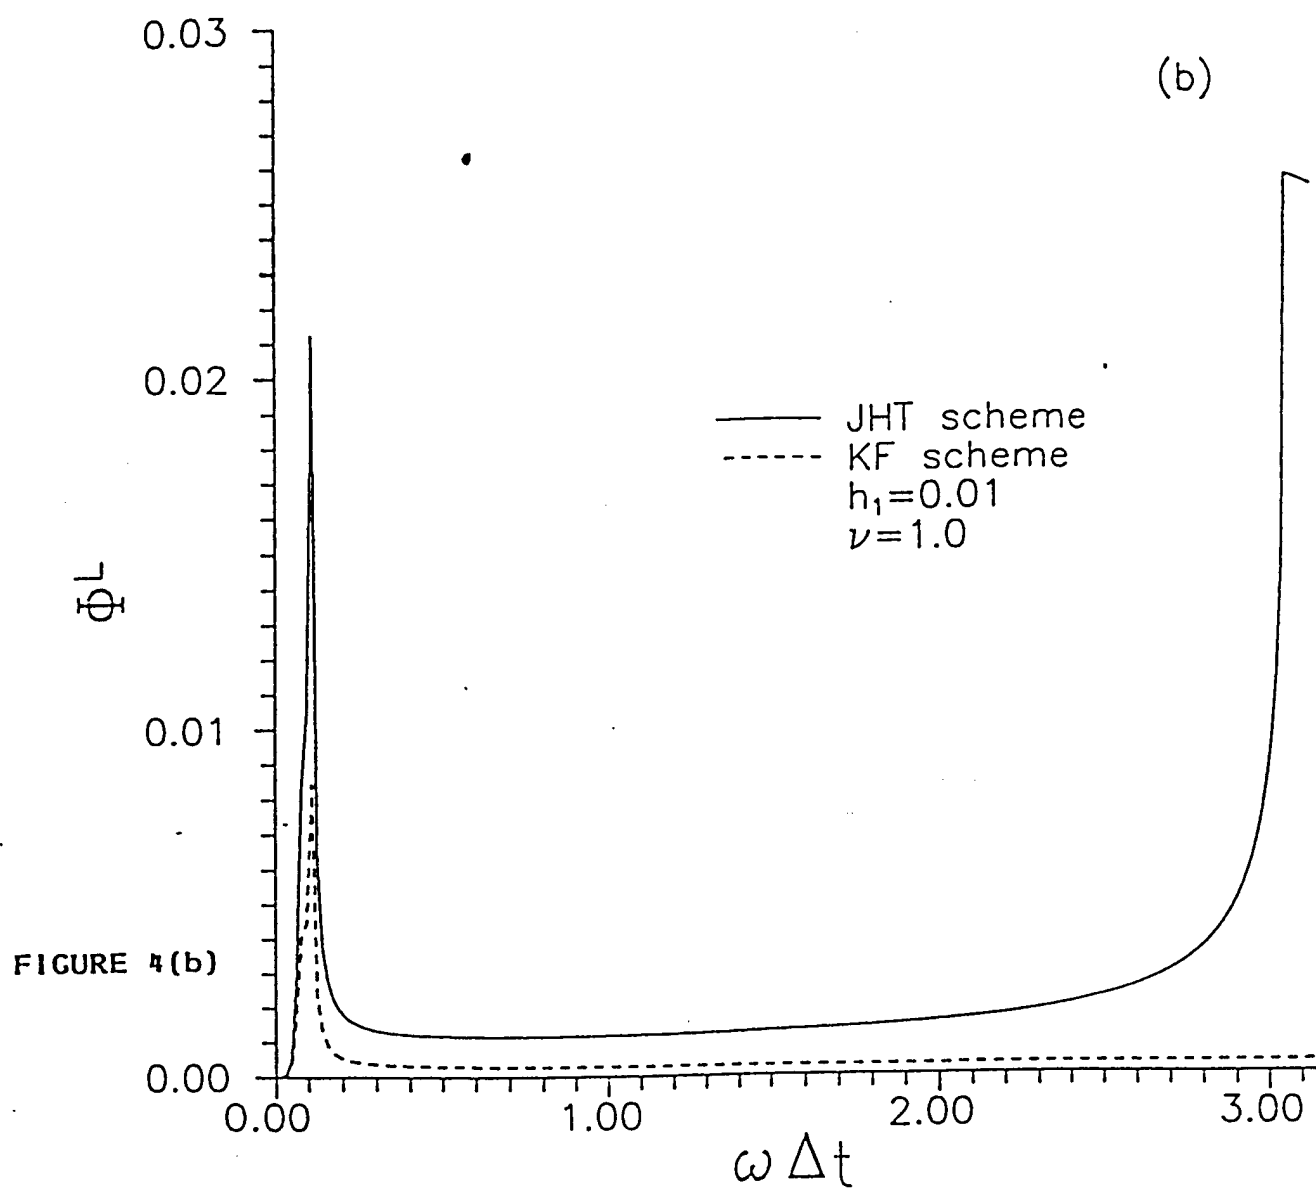 0.03
(b)
0.02
JHT scheme
KF scheme
h₁=0.01
ν=1.0
Φᴸ
0.01
FIGURE 4(b)
0.00
0.00 1.00 2.00 3.00
ωΔt